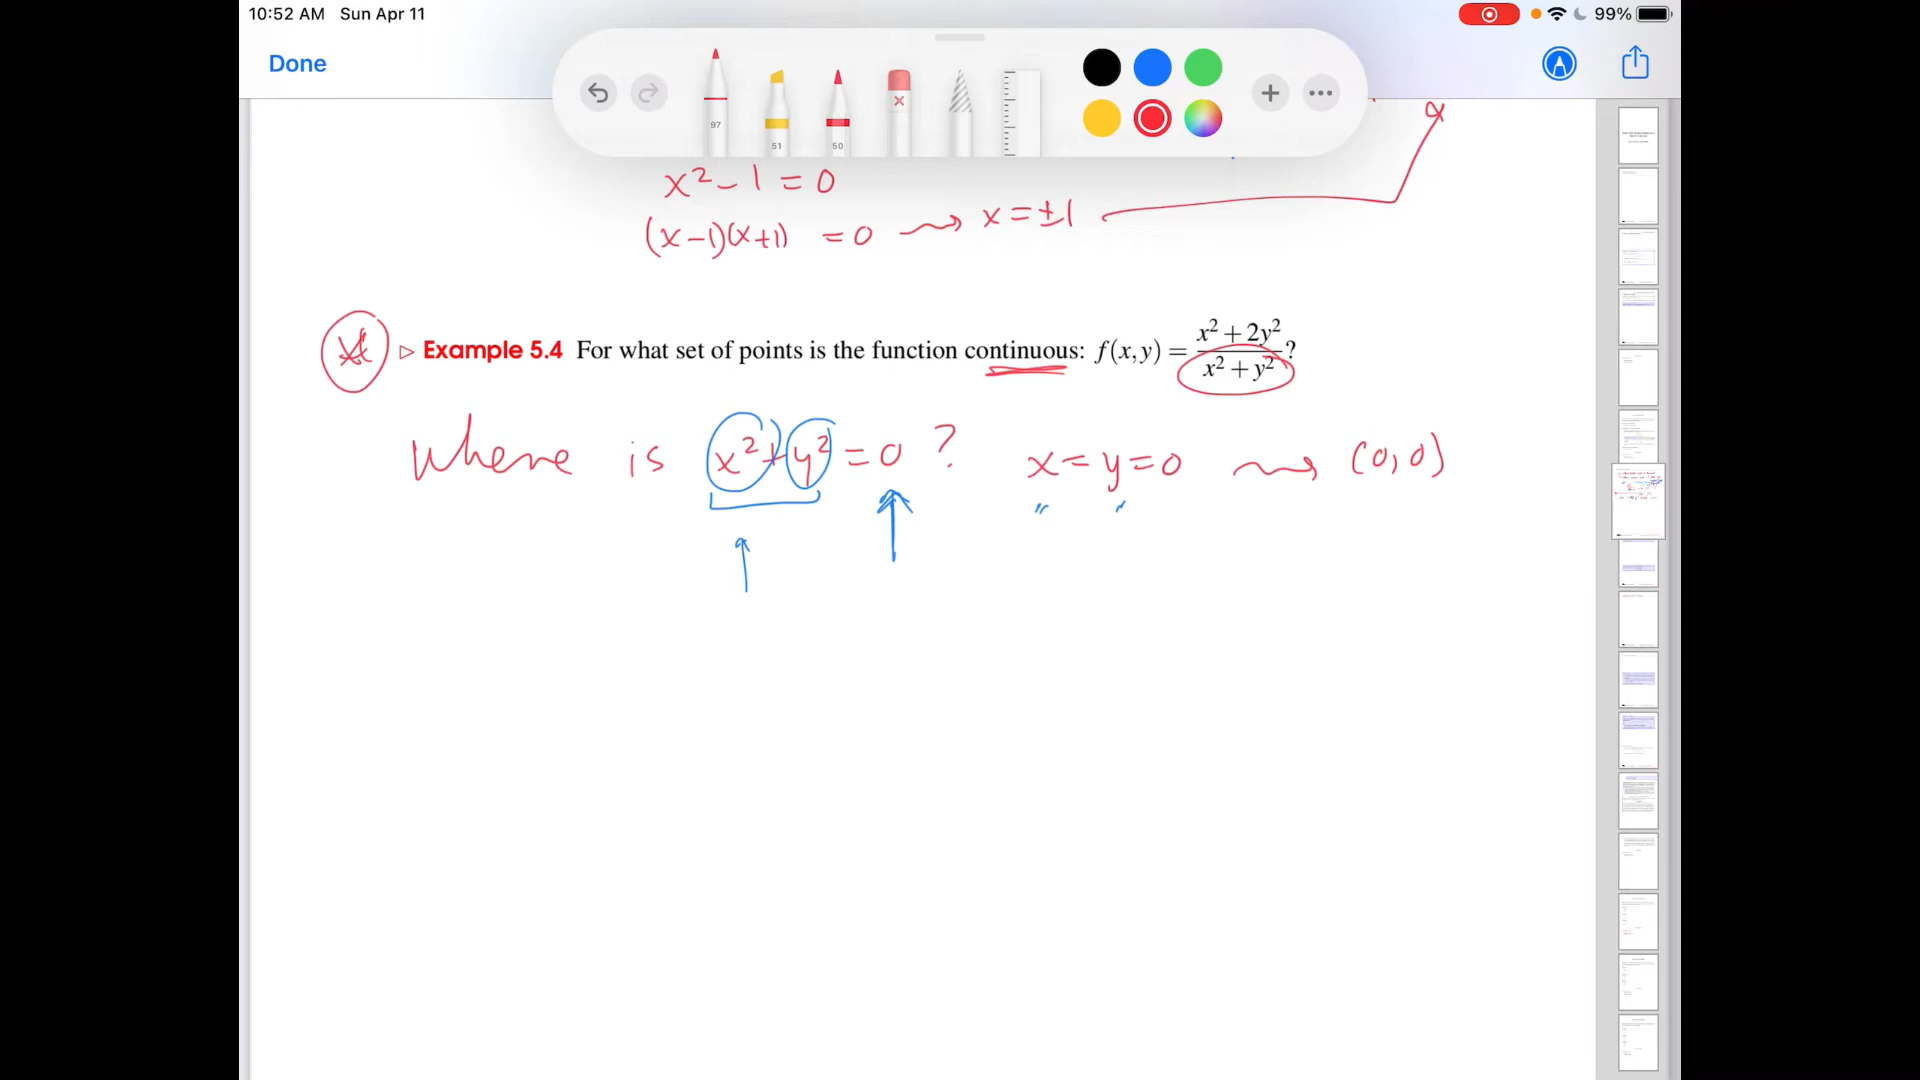 10:52 AM Sun Apr 11
99%
Done
97
51
50
x² - 1 = 0
(x-1)(x+1) = 0 ⇝ x = ±1
▷ Example 5.4 For what set of points is the function continuous: f(x,y) = (x² + 2y²)/(x² + y²)?
Where is x² + y² = 0 ? x = y = 0 ⇝ (0,0)